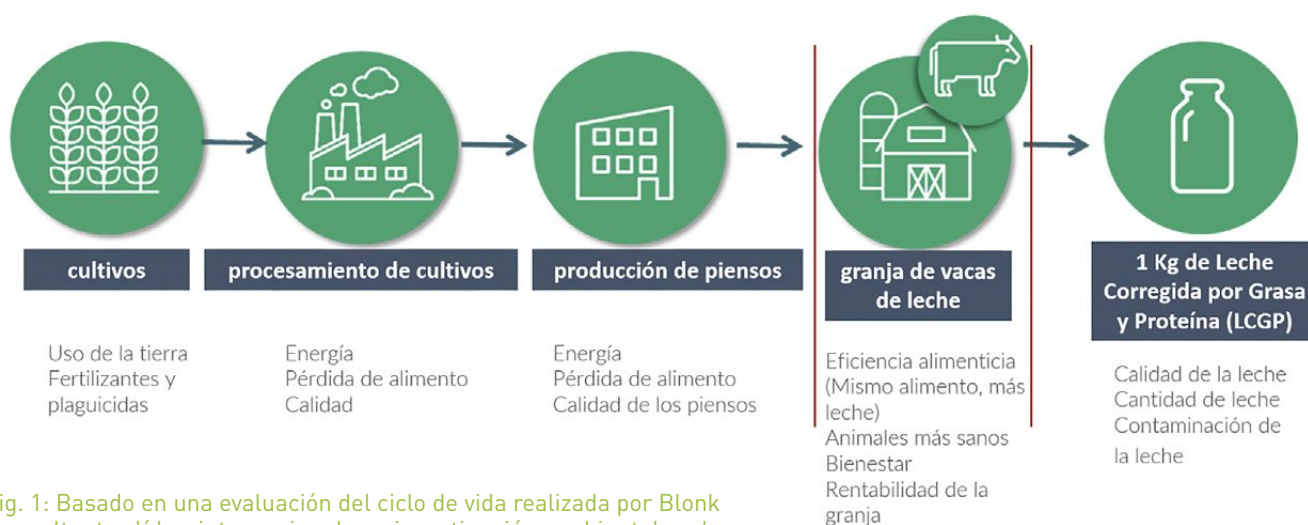 cultivos
procesamiento de cultivos
producción de piensos
granja de vacas
de leche
1 Kg de Leche
Corregida por Grasa
y Proteína (LCGP)
Uso de la tierra
Fertilizantes y
plaguicidas
Energía
Pérdida de alimento
Calidad
Energía
Pérdida de alimento
Calidad de los piensos
Eficiencia alimenticia
(Mismo alimento, más
leche)
Animales más sanos
Bienestar
Rentabilidad de la
granja
Calidad de la leche
Cantidad de leche
Contaminación de
la leche
ig. 1: Basado en una evaluación del ciclo de vida realizada por Blonk